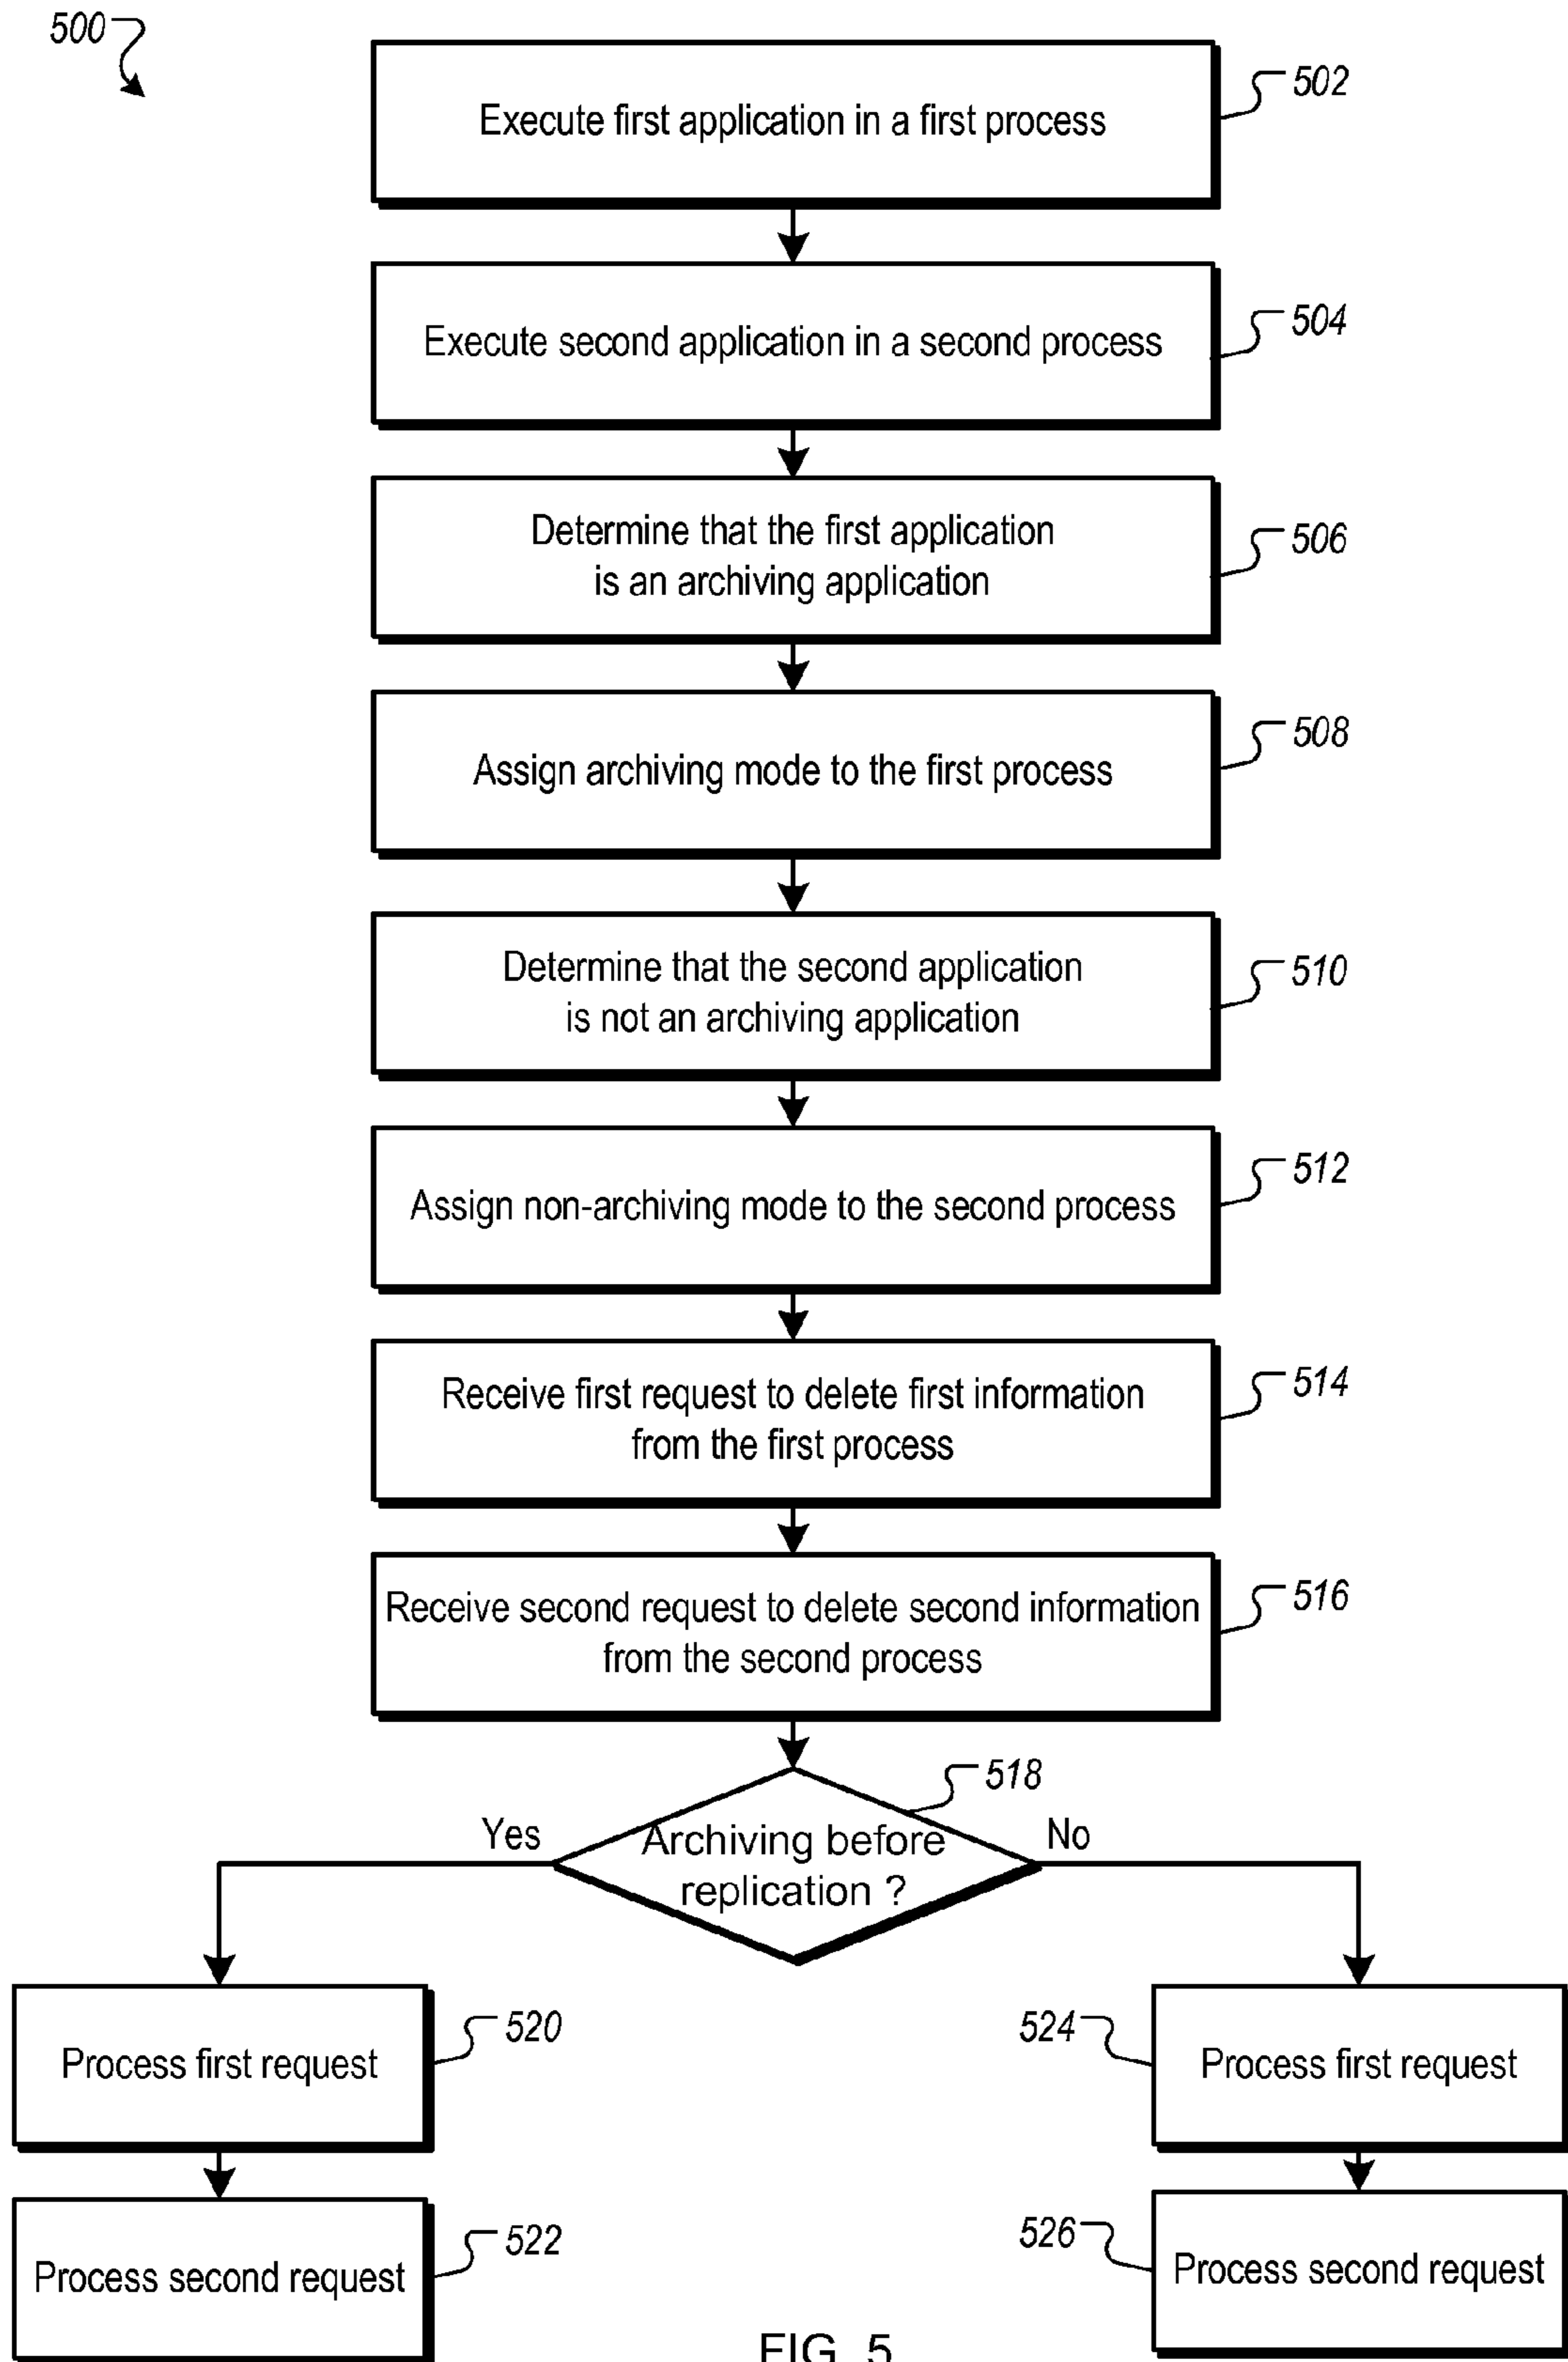 500
Execute first application in a first process
502
Execute second application in a second process
504
Determine that the first application
is an archiving application
506
Assign archiving mode to the first process
508
Determine that the second application
is not an archiving application
510
Assign non-archiving mode to the second process
512
Receive first request to delete first information
from the first process
514
Receive second request to delete second information
from the second process
516
518
Yes
Archiving before
replication ?
No
Process first request
520
524
Process first request
Process second request
522
526
Process second request
FIG. 5